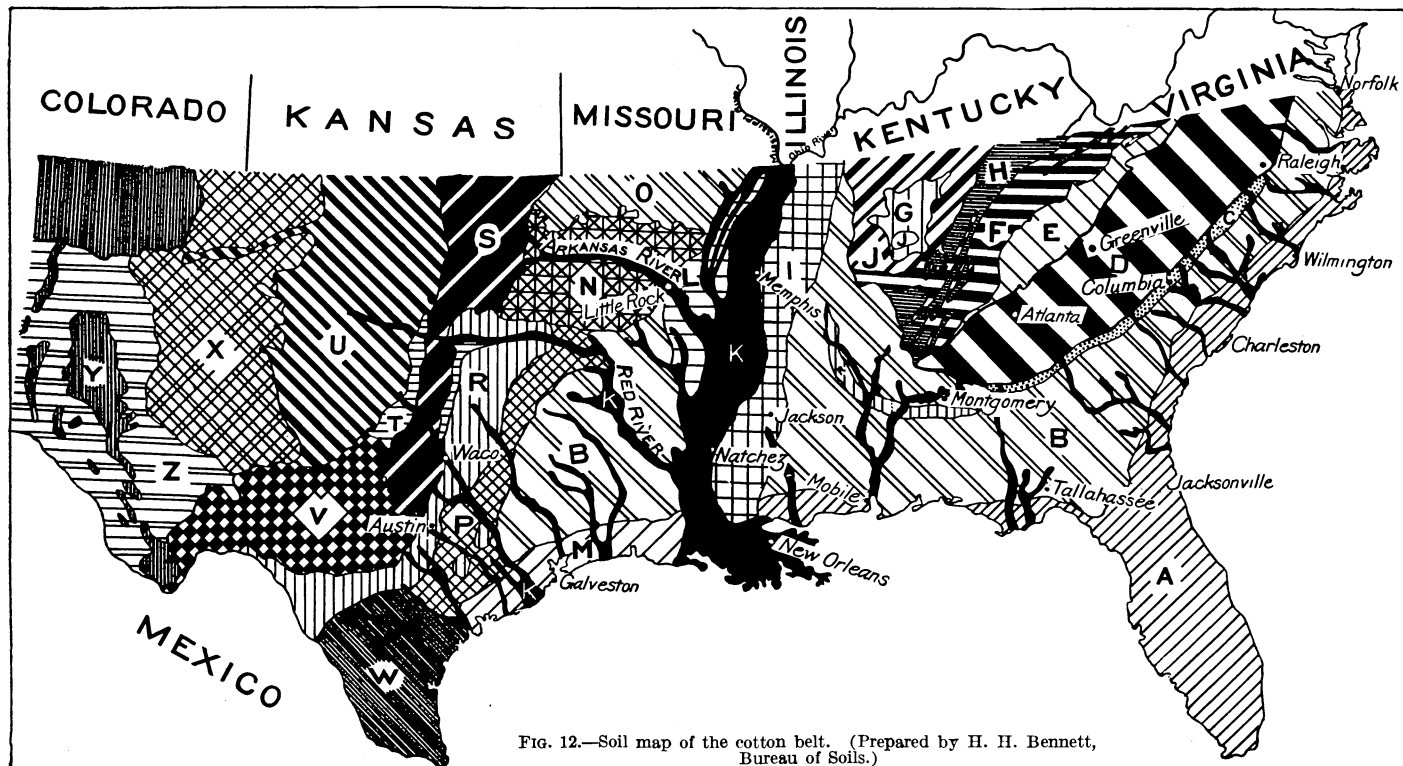 COLORADO
KANSAS
MISSOURI
ILLINOIS
KENTUCKY
VIRGINIA
Ohio River
Norfolk
Raleigh
H
O
G
J
S
ARKANSAS RIVER
F
E
C
Greenville
J
D
Wilmington
L
I
Memphis
Columbia
N
Little Rock
Atlanta
X
U
K
Charleston
Y
R
K
RED RIVER
Montgomery
T
Jackson
Waco
B
Natchez
B
Z
Mobile
Tallahassee
Jacksonville
V
Austin
P
M
New Orleans
Galveston
K
A
MEXICO
W
FIG. 12.—Soil map of the cotton belt. (Prepared by H. H. Bennett,
Bureau of Soils.)